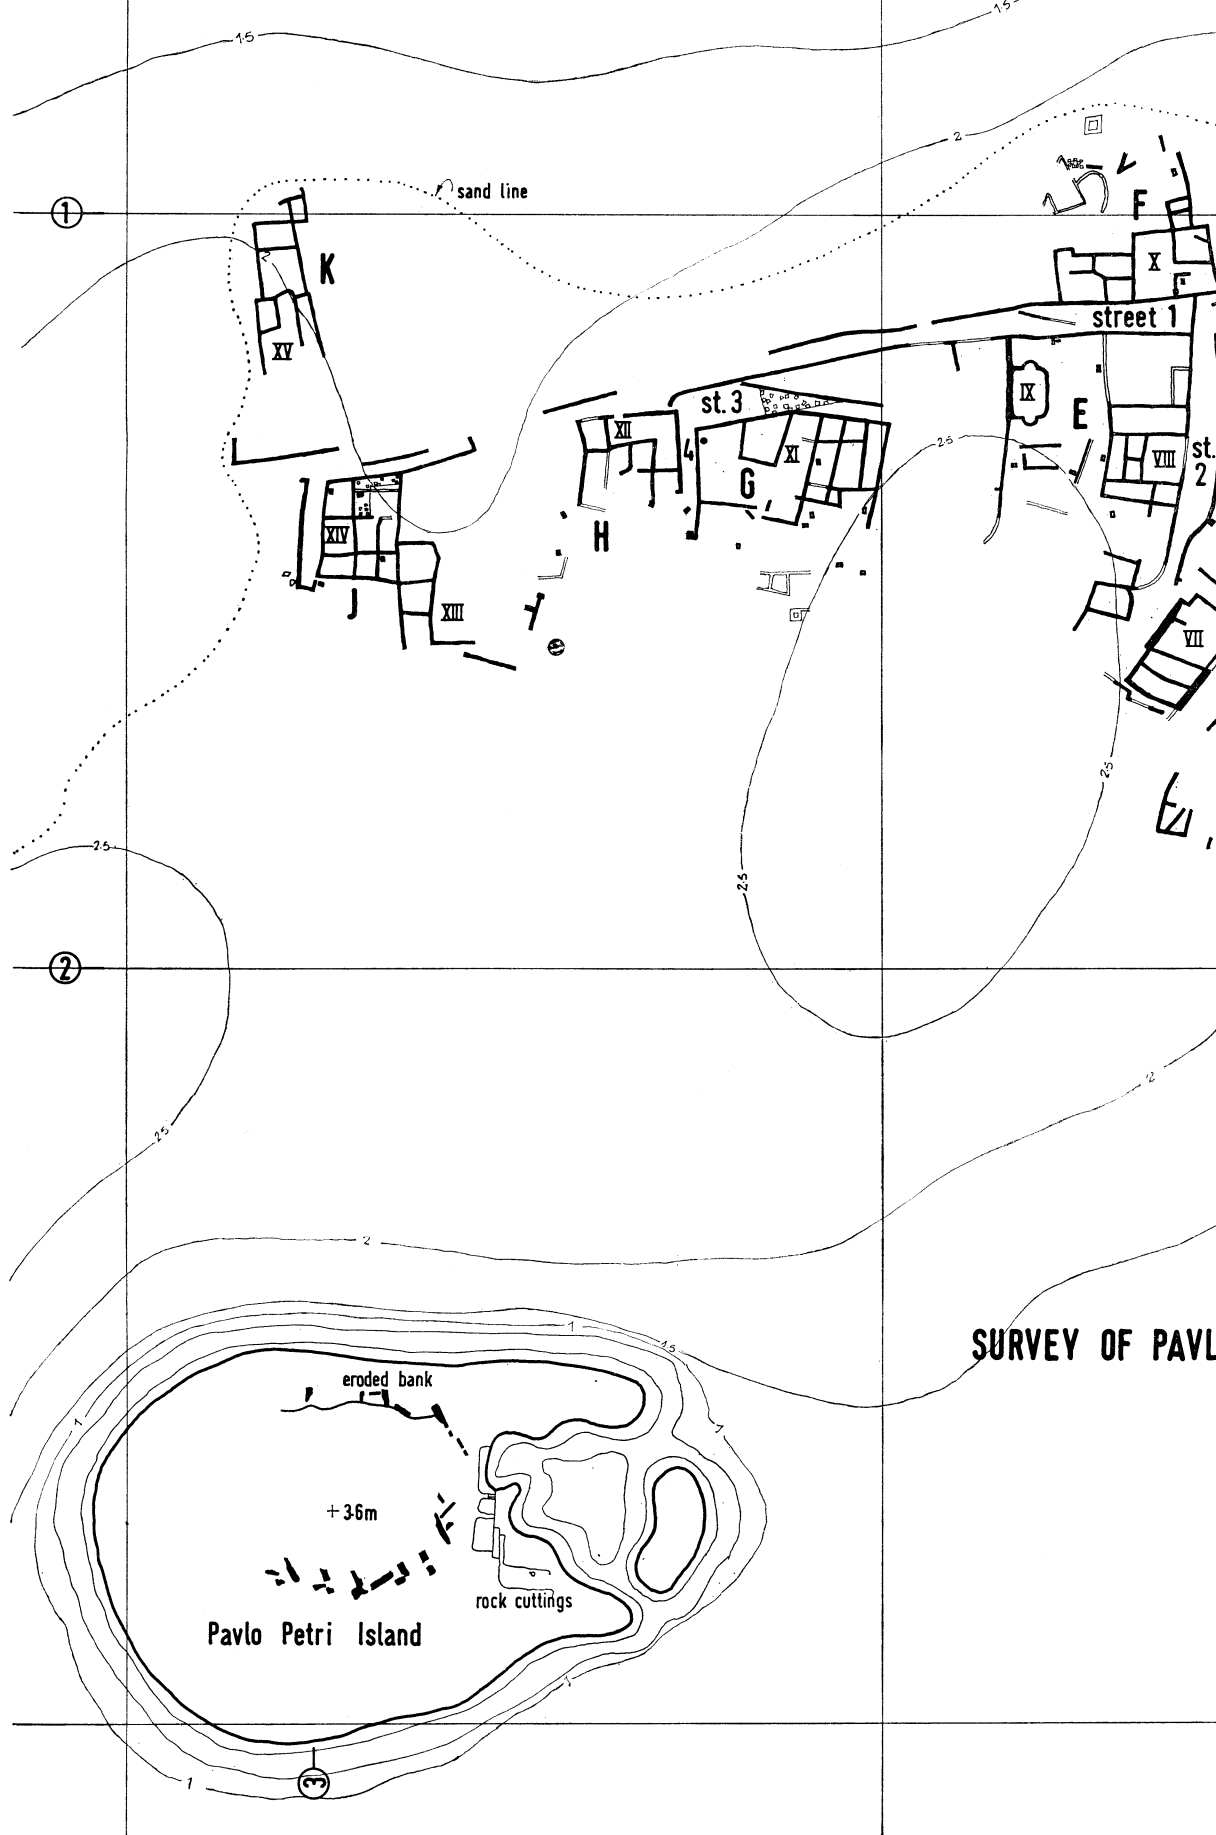 1·5
1·5
2
sand line
1
F
K
2
X
street 1
XV
IX
st. 3
E
XII
XI
4
2·5
VIII
st.
2
G
XIV
H
J
XIII
VII
2·5
2·5
2·5
2
2·5
2
2
1
1·5
SURVEY OF PAVL
eroded bank
1
1
+ 3·6m
rock cuttings
Pavlo Petri Island
1
1
3